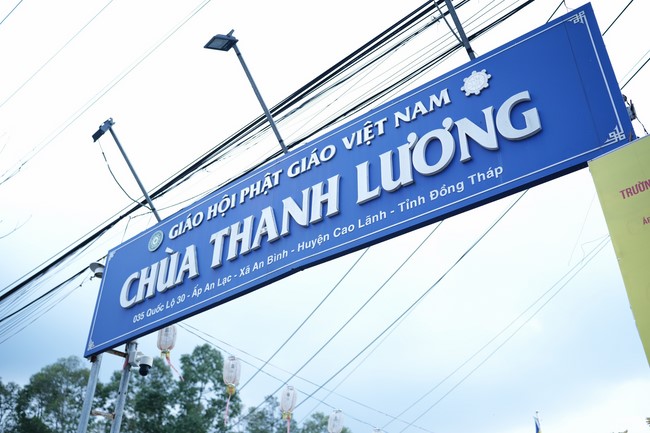 GIÁO HỘI PHẬT GIÁO VIỆT NAM
CHÙA THANH LƯƠNG
035 Quốc Lộ 30 - Ấp An Lạc - Xã An Bình - Huyện Cao Lãnh - Tỉnh Đồng Tháp
TRƯỜN